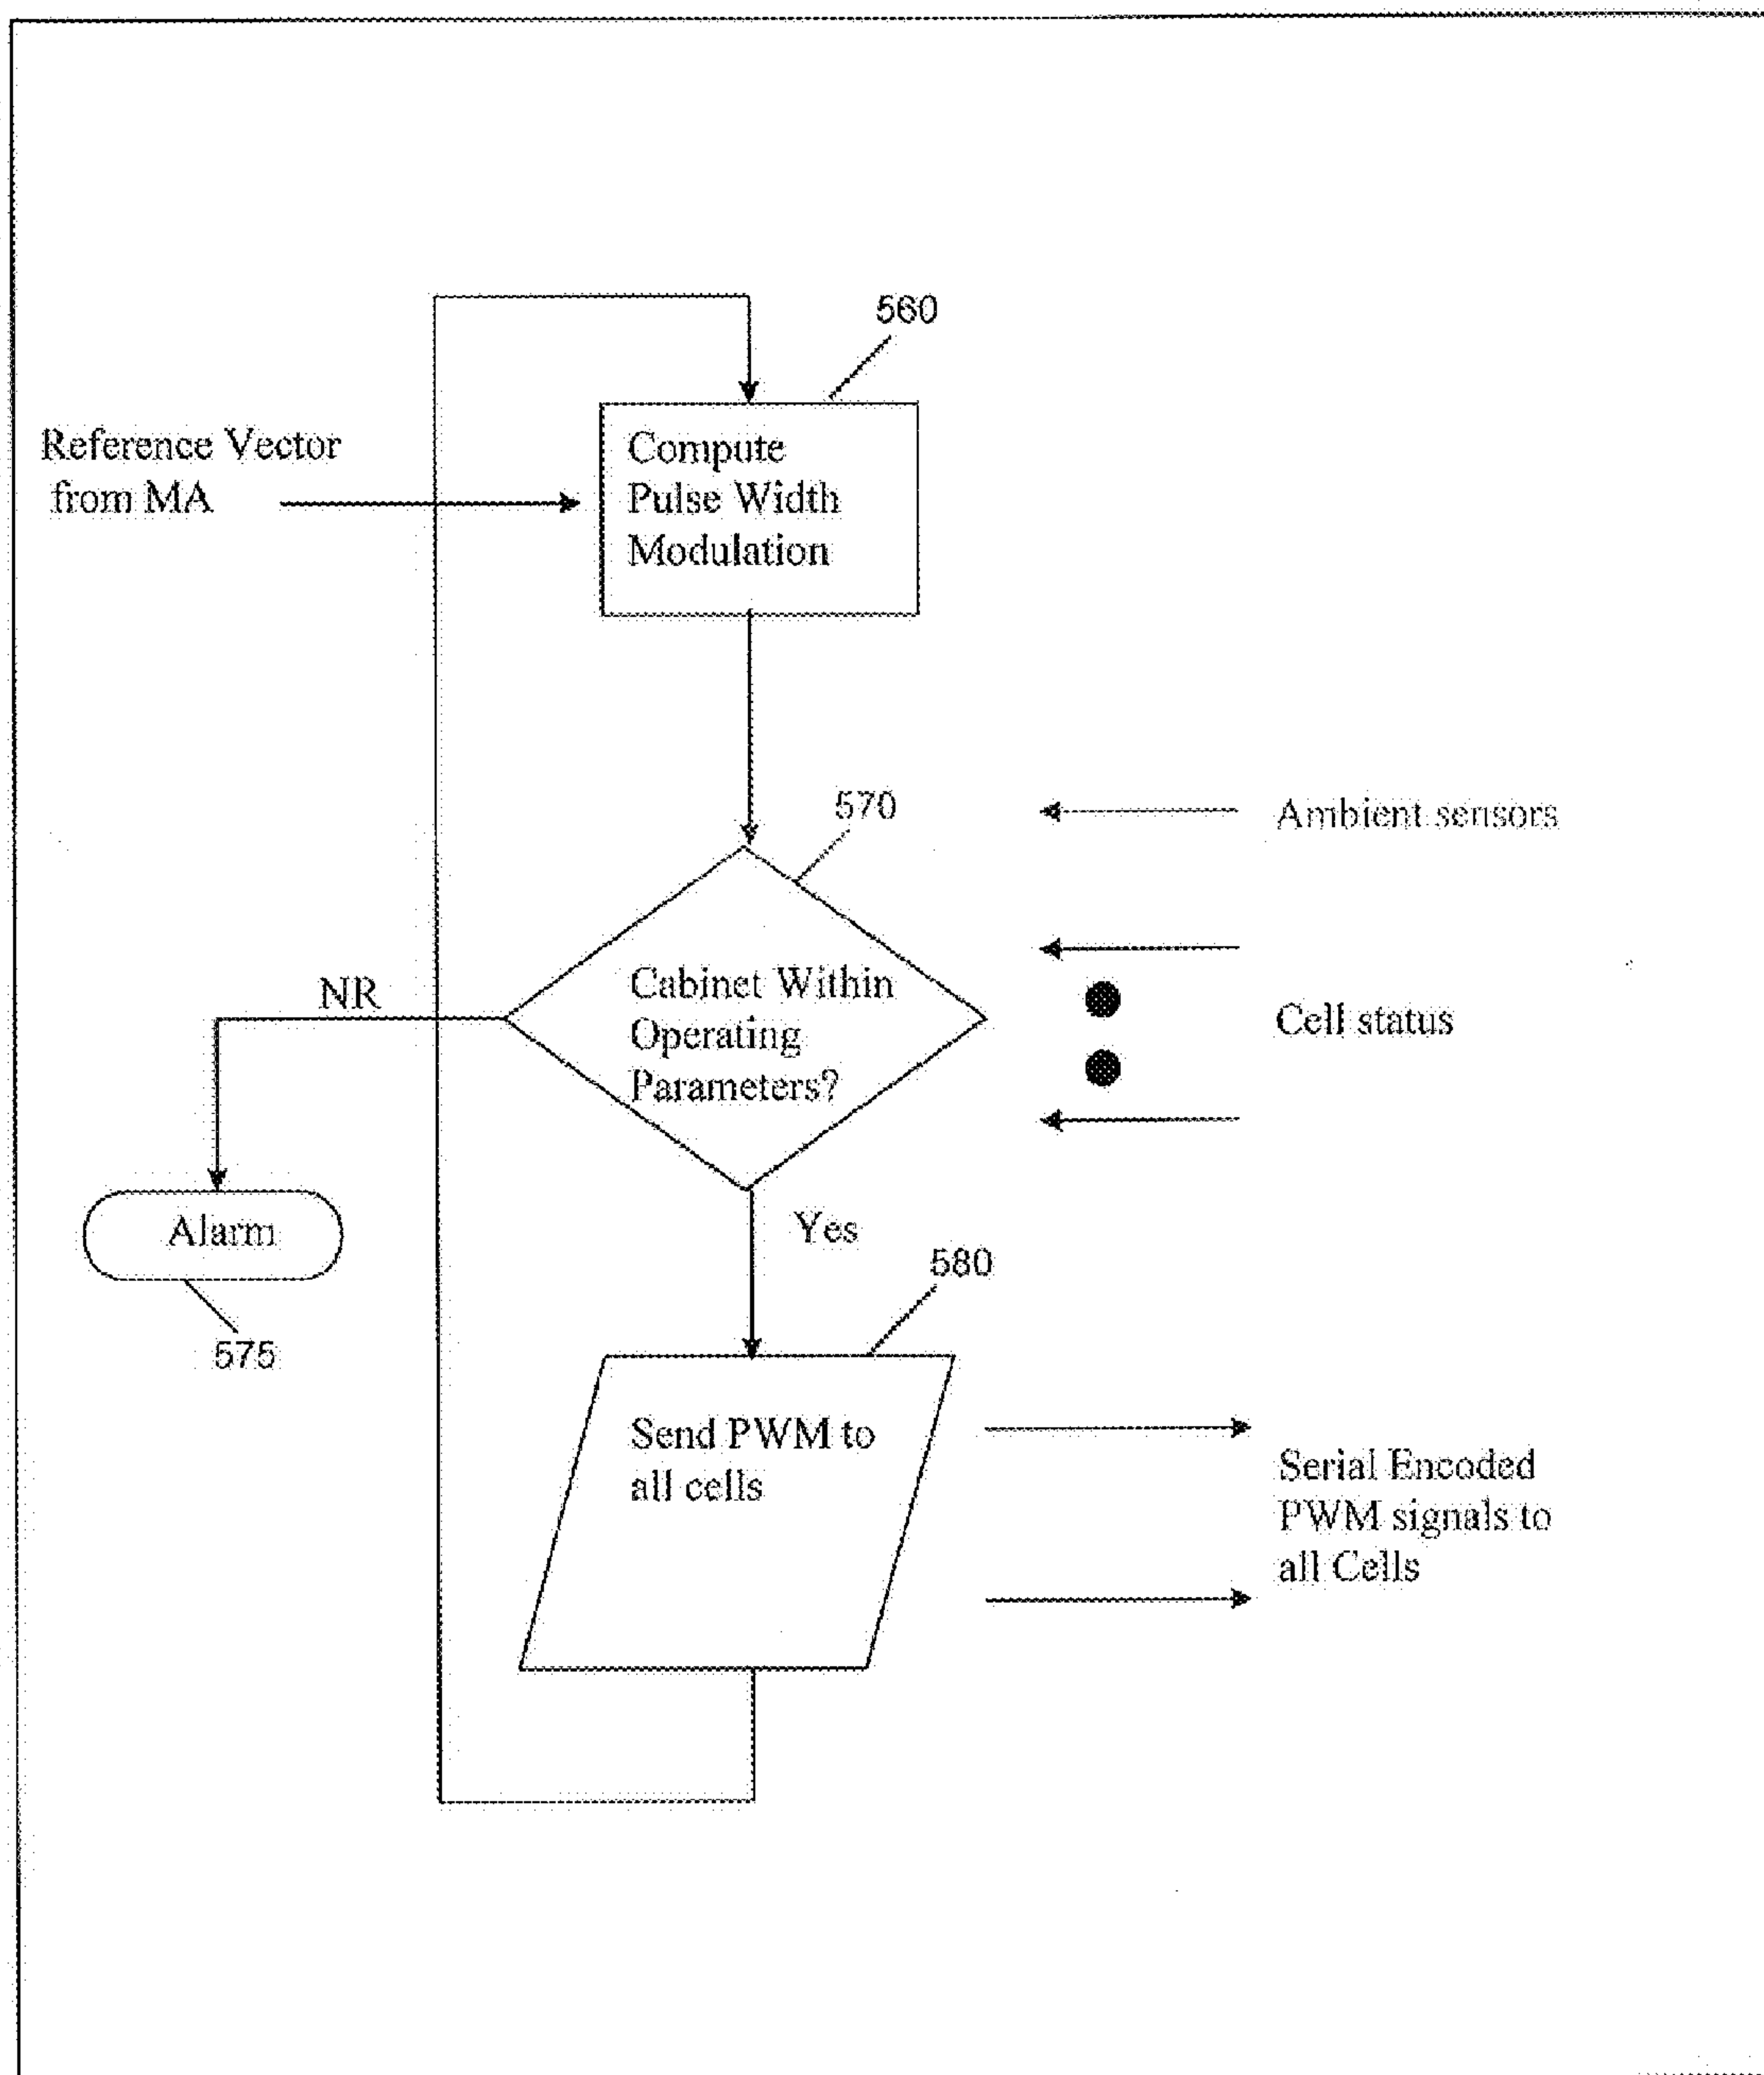 560
Reference Vector
from MA
Compute
Pulse Width
Modulation
570
Ambient sensors
NR
Cabinet Within
Operating
Parameters?
Cell status
Alarm
Yes
575
580
Send PWM to
all cells
Serial Encoded
PWM signals to
all Cells